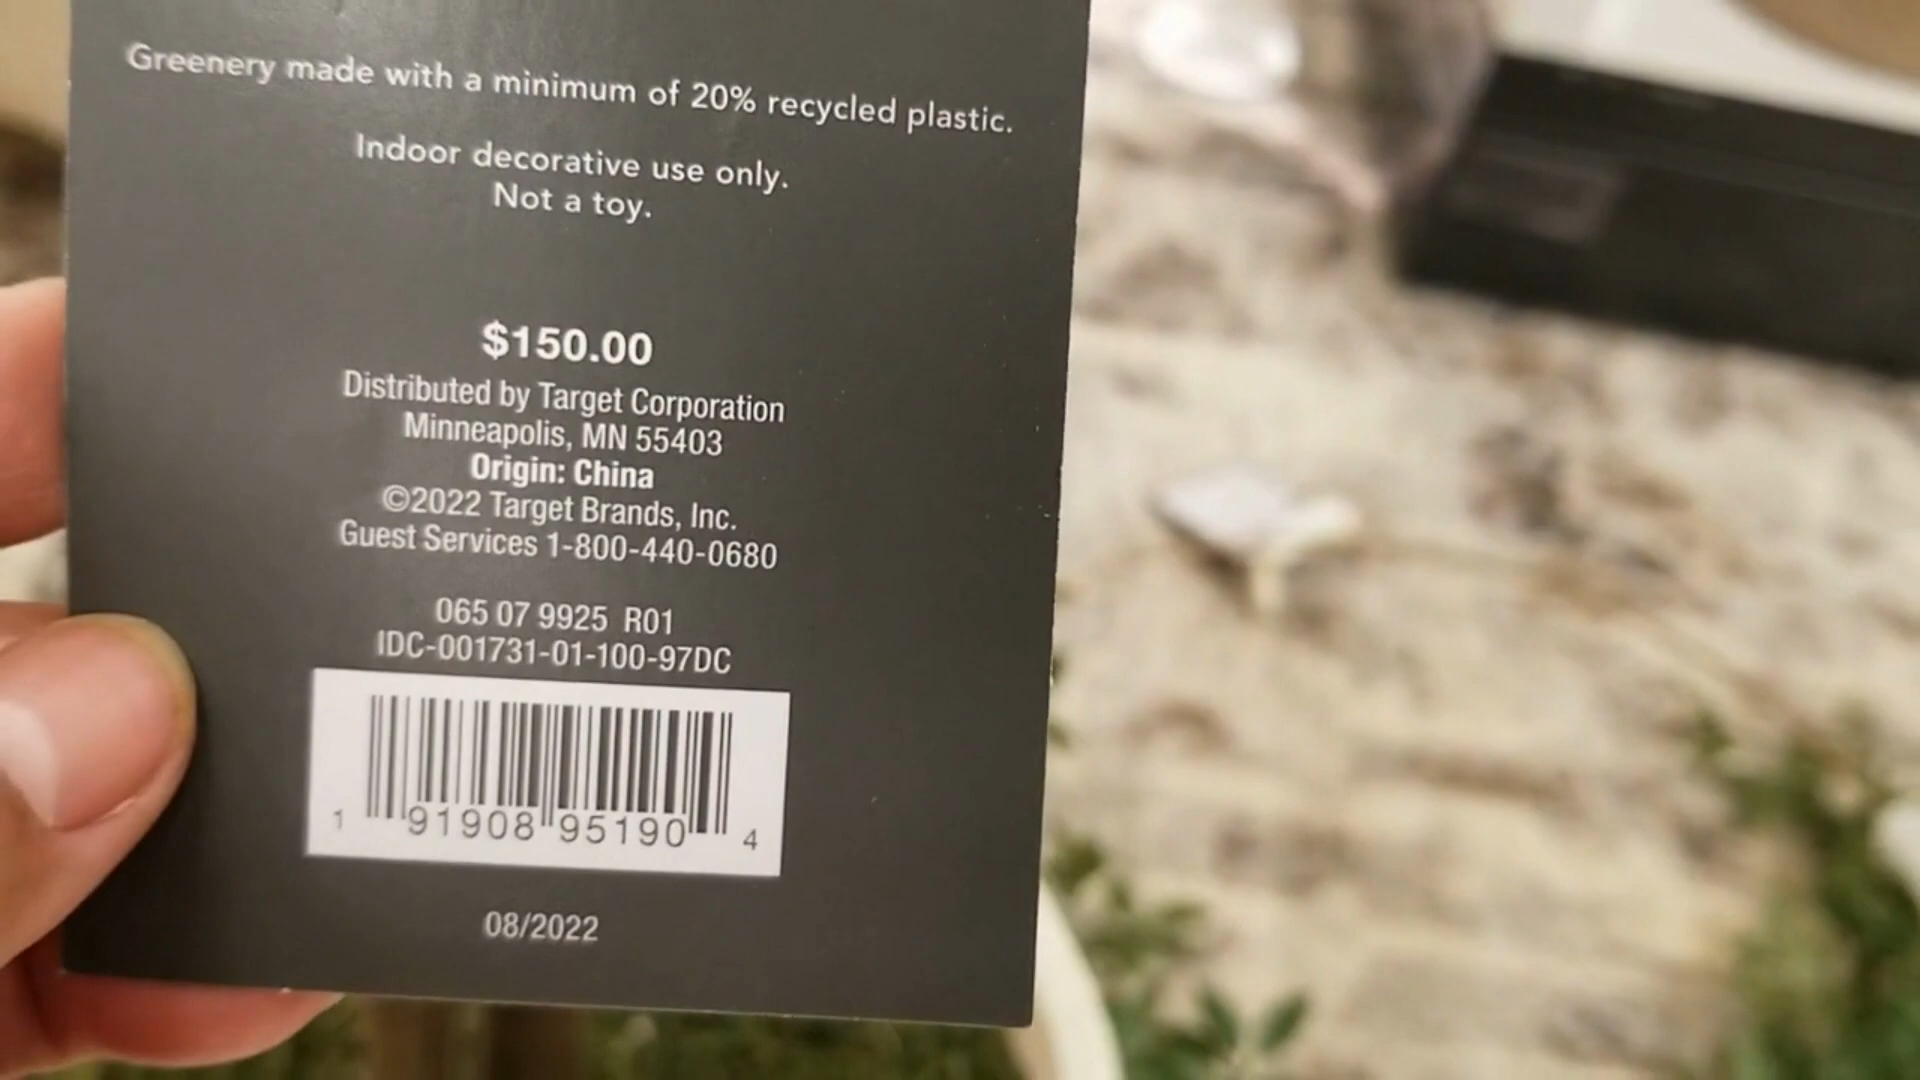 Greenery made with a minimum of 20% recycled plastic.
Indoor decorative use only.
Not a toy.
$150.00
Distributed by Target Corporation
Minneapolis, MN 55403
Origin: China
©2022 Target Brands, Inc.
Guest Services 1-800-440-0680
065 07 9925 R01
IDC-001731-01-100-97DC
1 91908 95190 4
08/2022